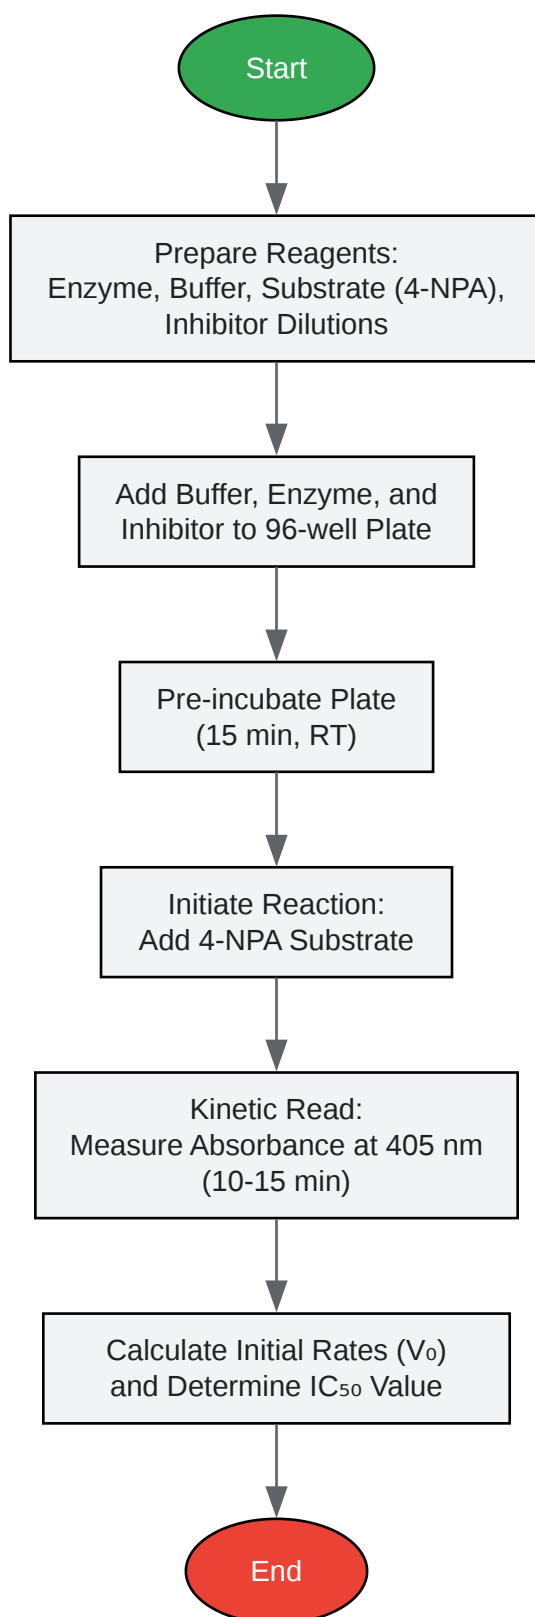 Start
Prepare Reagents:
Enzyme, Buffer, Substrate (4-NPA),
Inhibitor Dilutions
Add Buffer, Enzyme, and
Inhibitor to 96-well Plate
Pre-incubate Plate
(15 min, RT)
Initiate Reaction:
Add 4-NPA Substrate
Kinetic Read:
Measure Absorbance at 405 nm
(10-15 min)
Calculate Initial Rates (V₀)
and Determine IC₅₀ Value
End